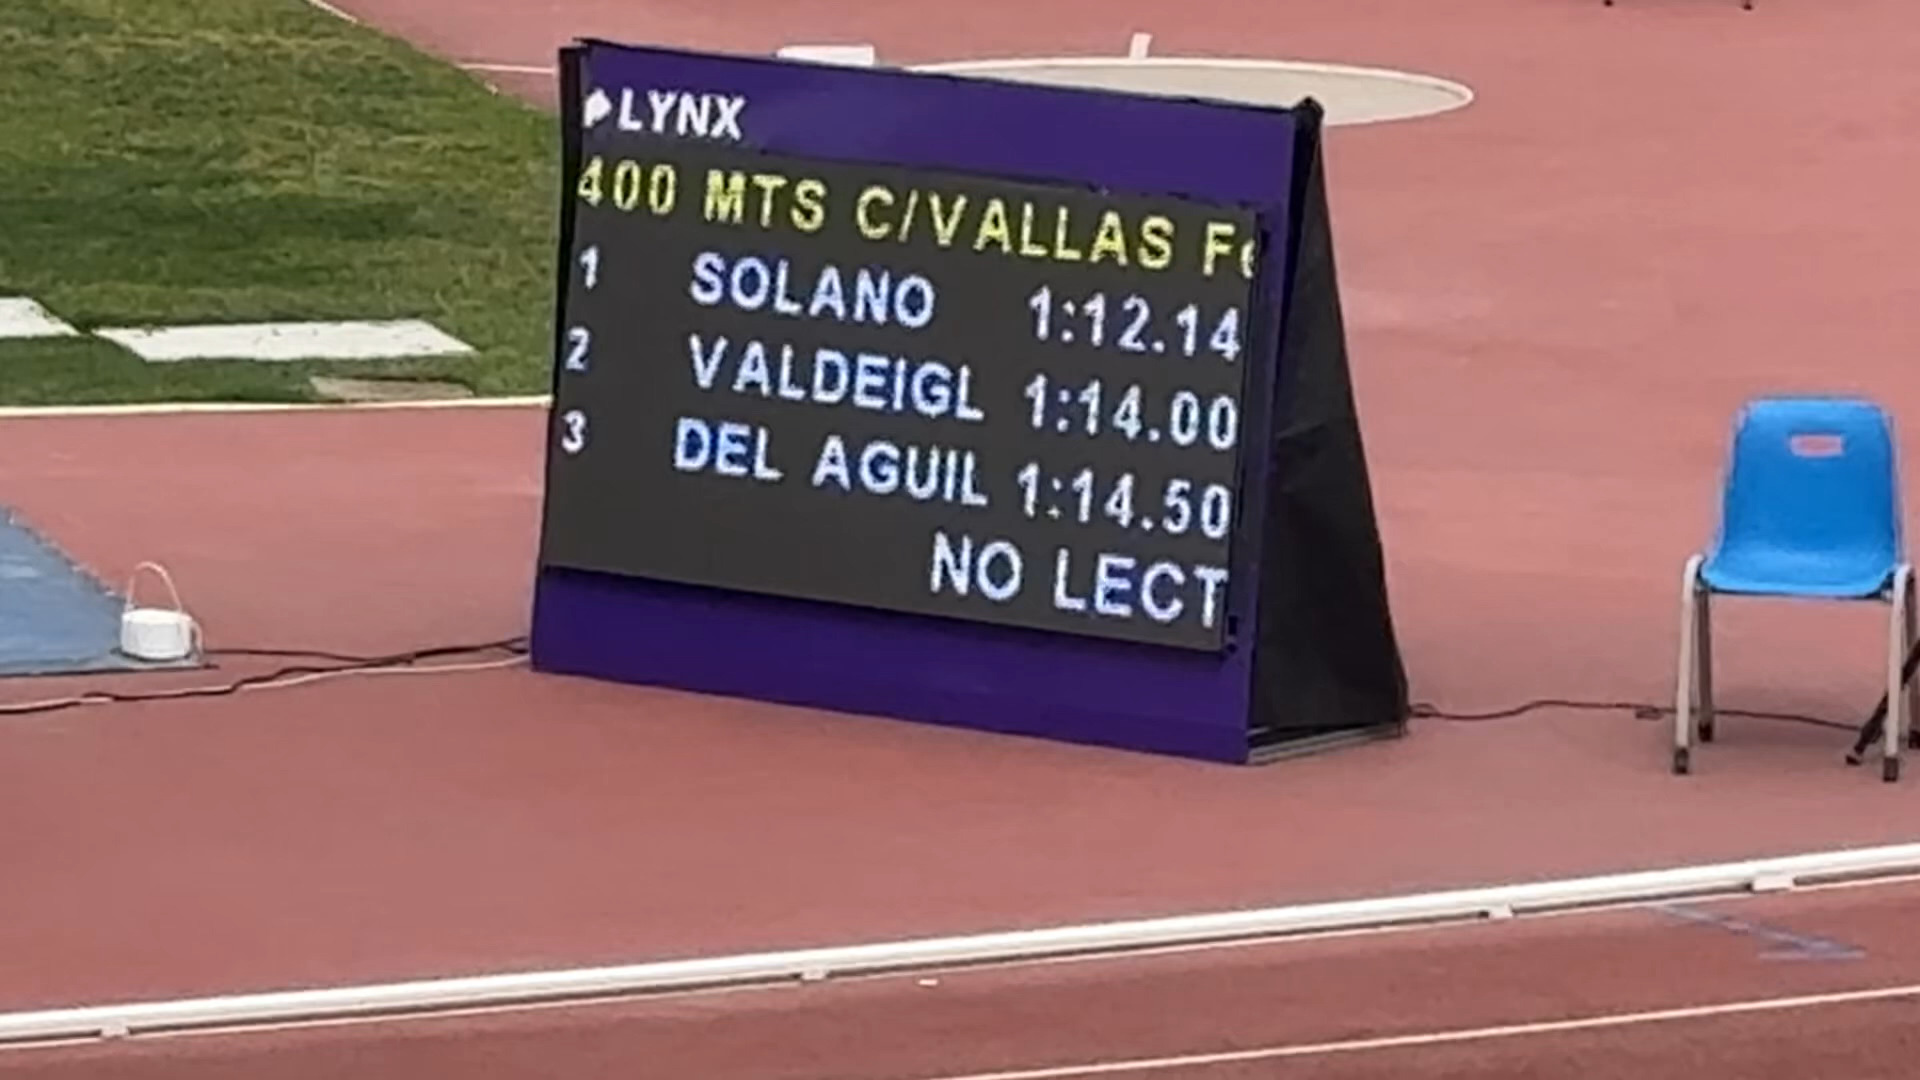 LYNX
400 MTS C/VALLAS Fe
1 SOLANO 1:12.14
2 VALDEIGL 1:14.00
3 DEL AGUIL 1:14.50
NO LECT